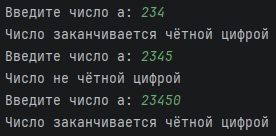 Введите число a: 234
Число заканчивается чётной цифрой
Введите число a: 2345
Число не чётной цифрой
Введите число a: 23450
Число заканчивается чётной цифрой